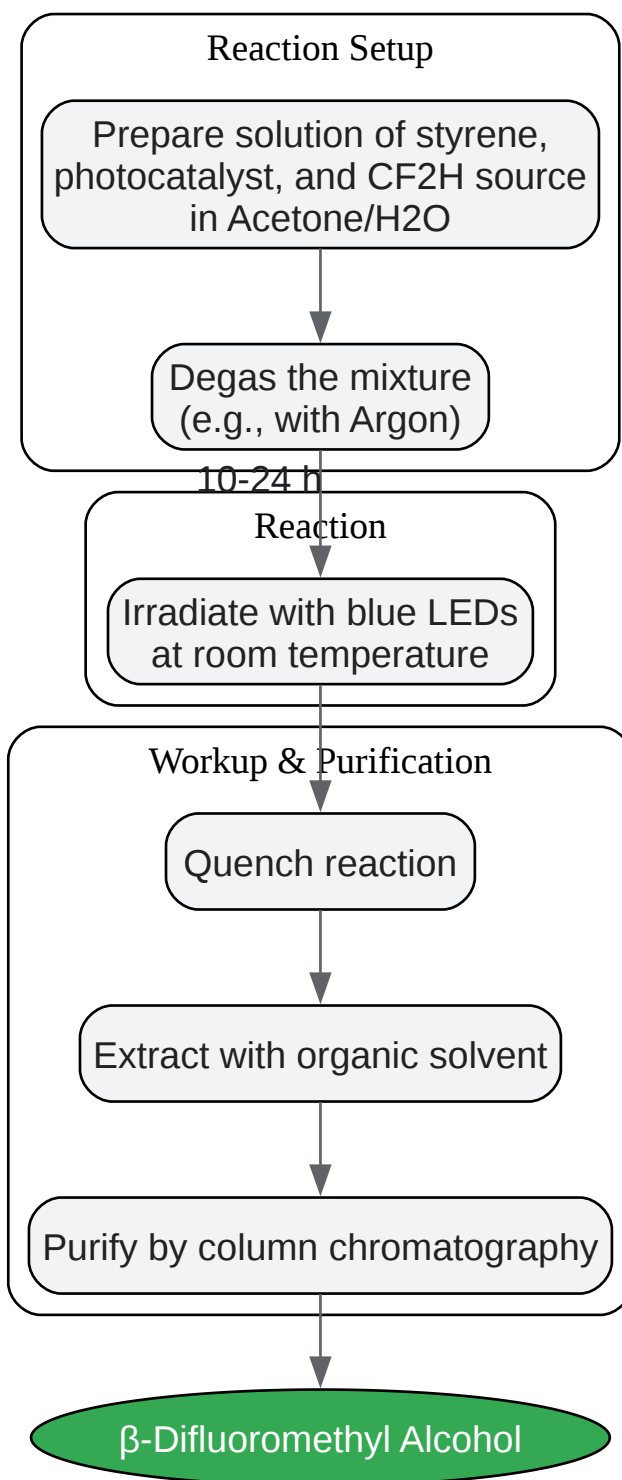 Reaction Setup
Prepare solution of styrene,
photocatalyst, and CF2H source
in Acetone/H2O
Degas the mixture
(e.g., with Argon)
10-24 h
Reaction
Irradiate with blue LEDs
at room temperature
Workup & Purification
Quench reaction
Extract with organic solvent
Purify by column chromatography
β-Difluoromethyl Alcohol